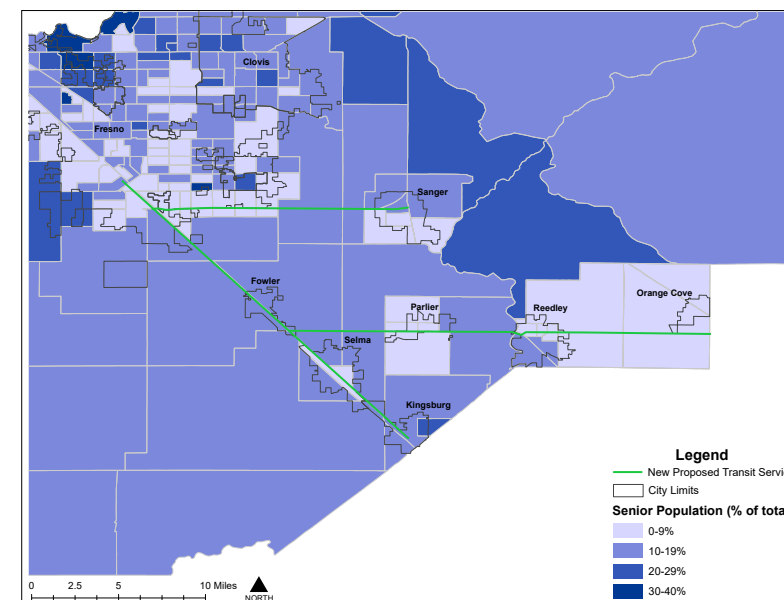 Clovis
Fresno
Sanger
Fowler
Orange Cove
Parlier
Reedley
Selma
Kingsburg
Legend
New Proposed Transit Servi
City Limits
Senior Population (% of tota
0-9%
10-19%
20-29%
30-40%
0 2.5 5 10 Miles
NORTH